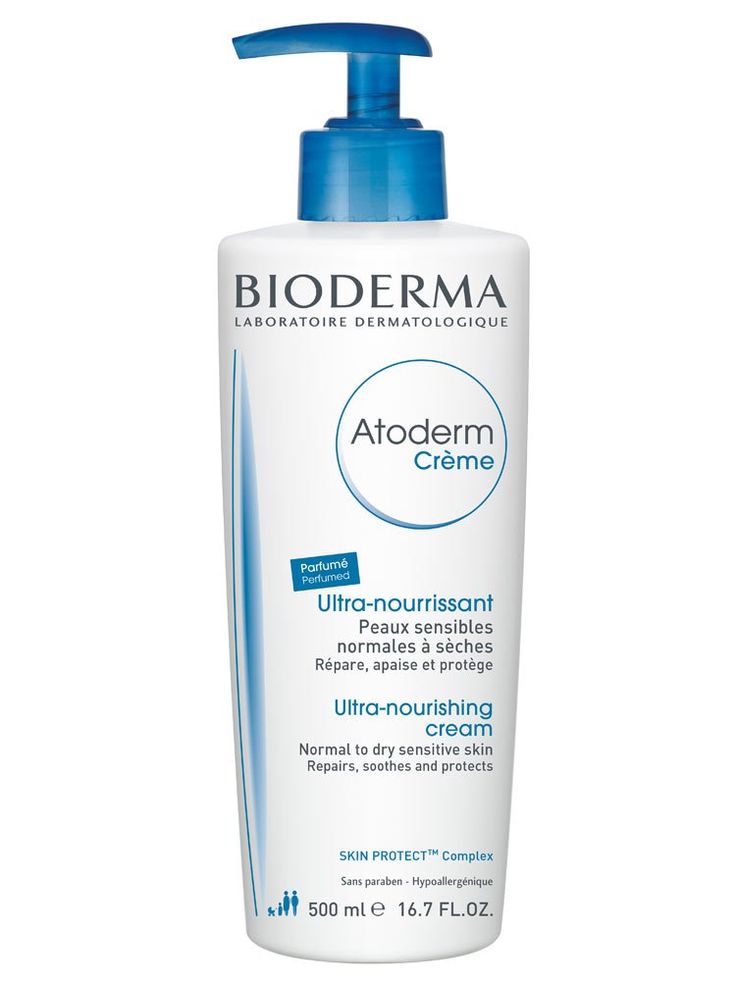 BIODERMA
LABORATOIRE DERMATOLOGIQUE
Atoderm
Crème
Parfumé
Perfumed
Ultra-nourrissant
Peaux sensibles
normales à sèches
Répare, apaise et protège
Ultra-nourishing
cream
Normal to dry sensitive skin
Repairs, soothes and protects
SKIN PROTECT™ Complex
Sans paraben - Hypoallergénique
500 ml ℮ 16.7 FL.OZ.